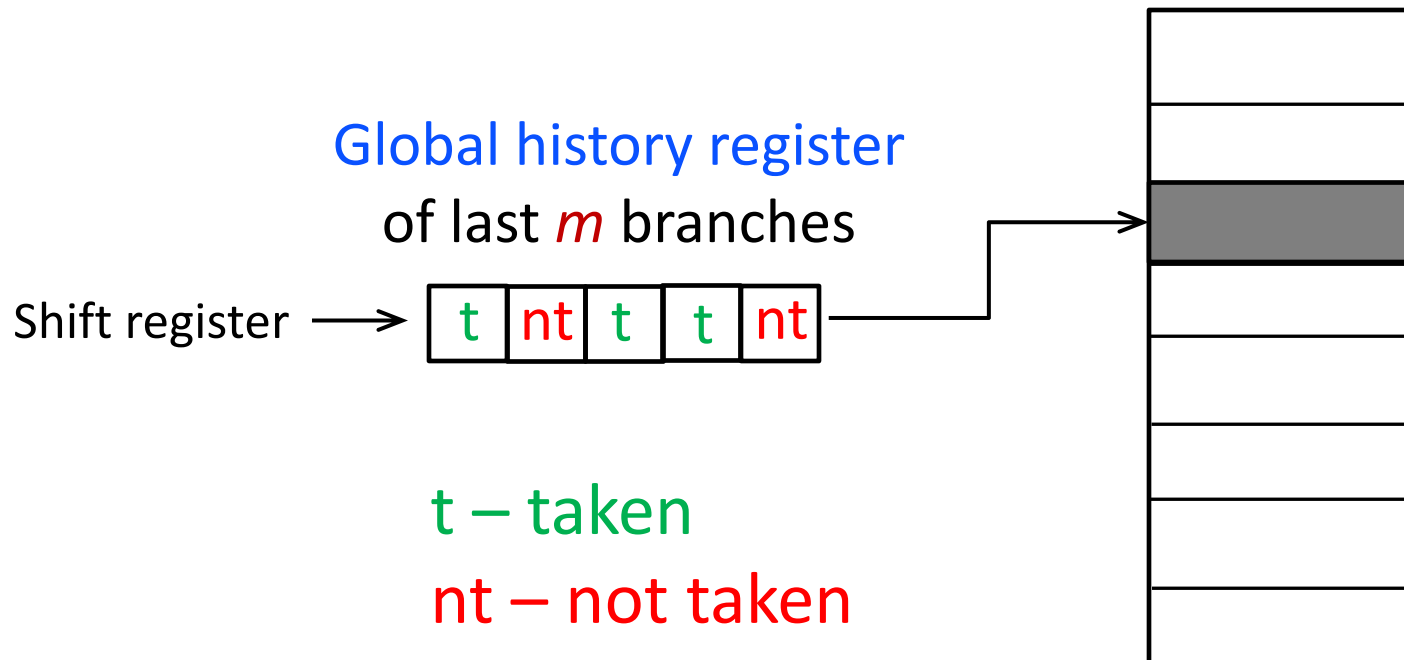 Global history register
of last m branches
Shift register
t nt t t nt
t – taken
nt – not taken